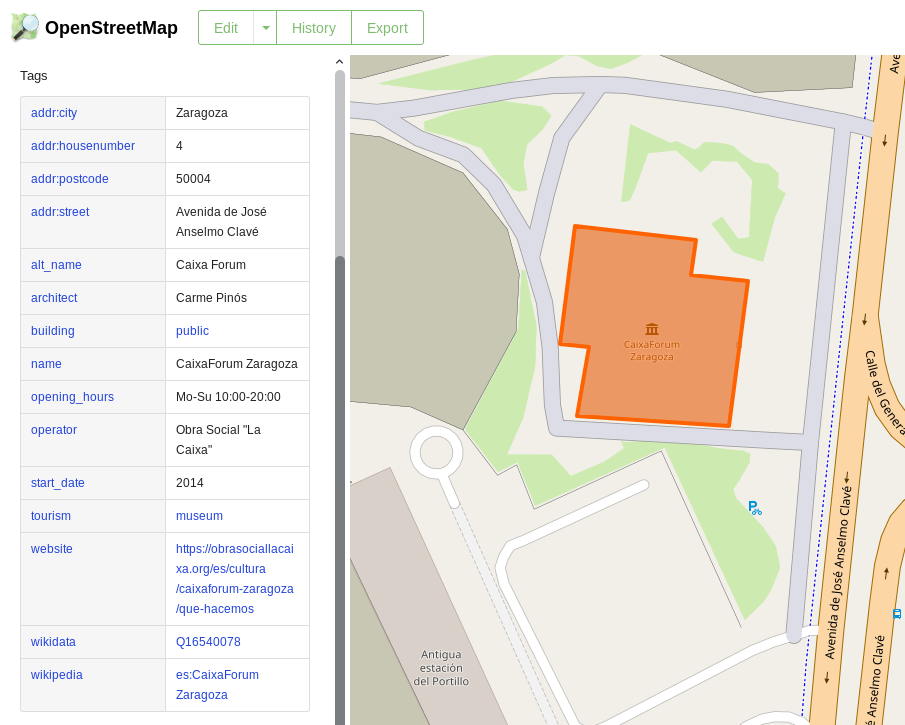 OpenStreetMap Edit History Export
Tags
addr:city Zaragoza
addr:housenumber 4
addr:postcode 50004
addr:street Avenida de José
Anselmo Clavé
alt_name Caixa Forum
architect Carme Pinós
building public
name CaixaForum Zaragoza
opening_hours Mo-Su 10:00-20:00
operator Obra Social "La
Caixa"
start_date 2014
tourism museum
website https://obrasociallacai
xa.org/es/cultura
/caixaforum-zaragoza
/que-hacemos
wikidata Q16540078
wikipedia es:CaixaForum
Zaragoza
Ave
CaixaForum
Zaragoza
Calle del Genera
P
Avenida de José Anselmo Clavé
é Anselmo Clavé
Antigua
estación
del Portillo